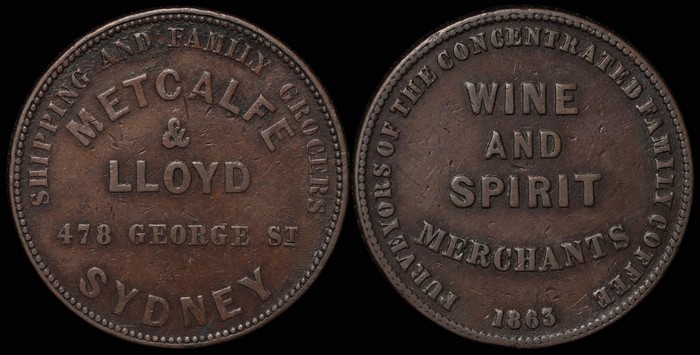 SHIPPING AND FAMILY GROCERS
METCALFE
&
LLOYD
478 GEORGE ST
SYDNEY
PURVEYORS OF THE CONCENTRATED FAMILY COFFEE
WINE
AND
SPIRIT
MERCHANTS
1863